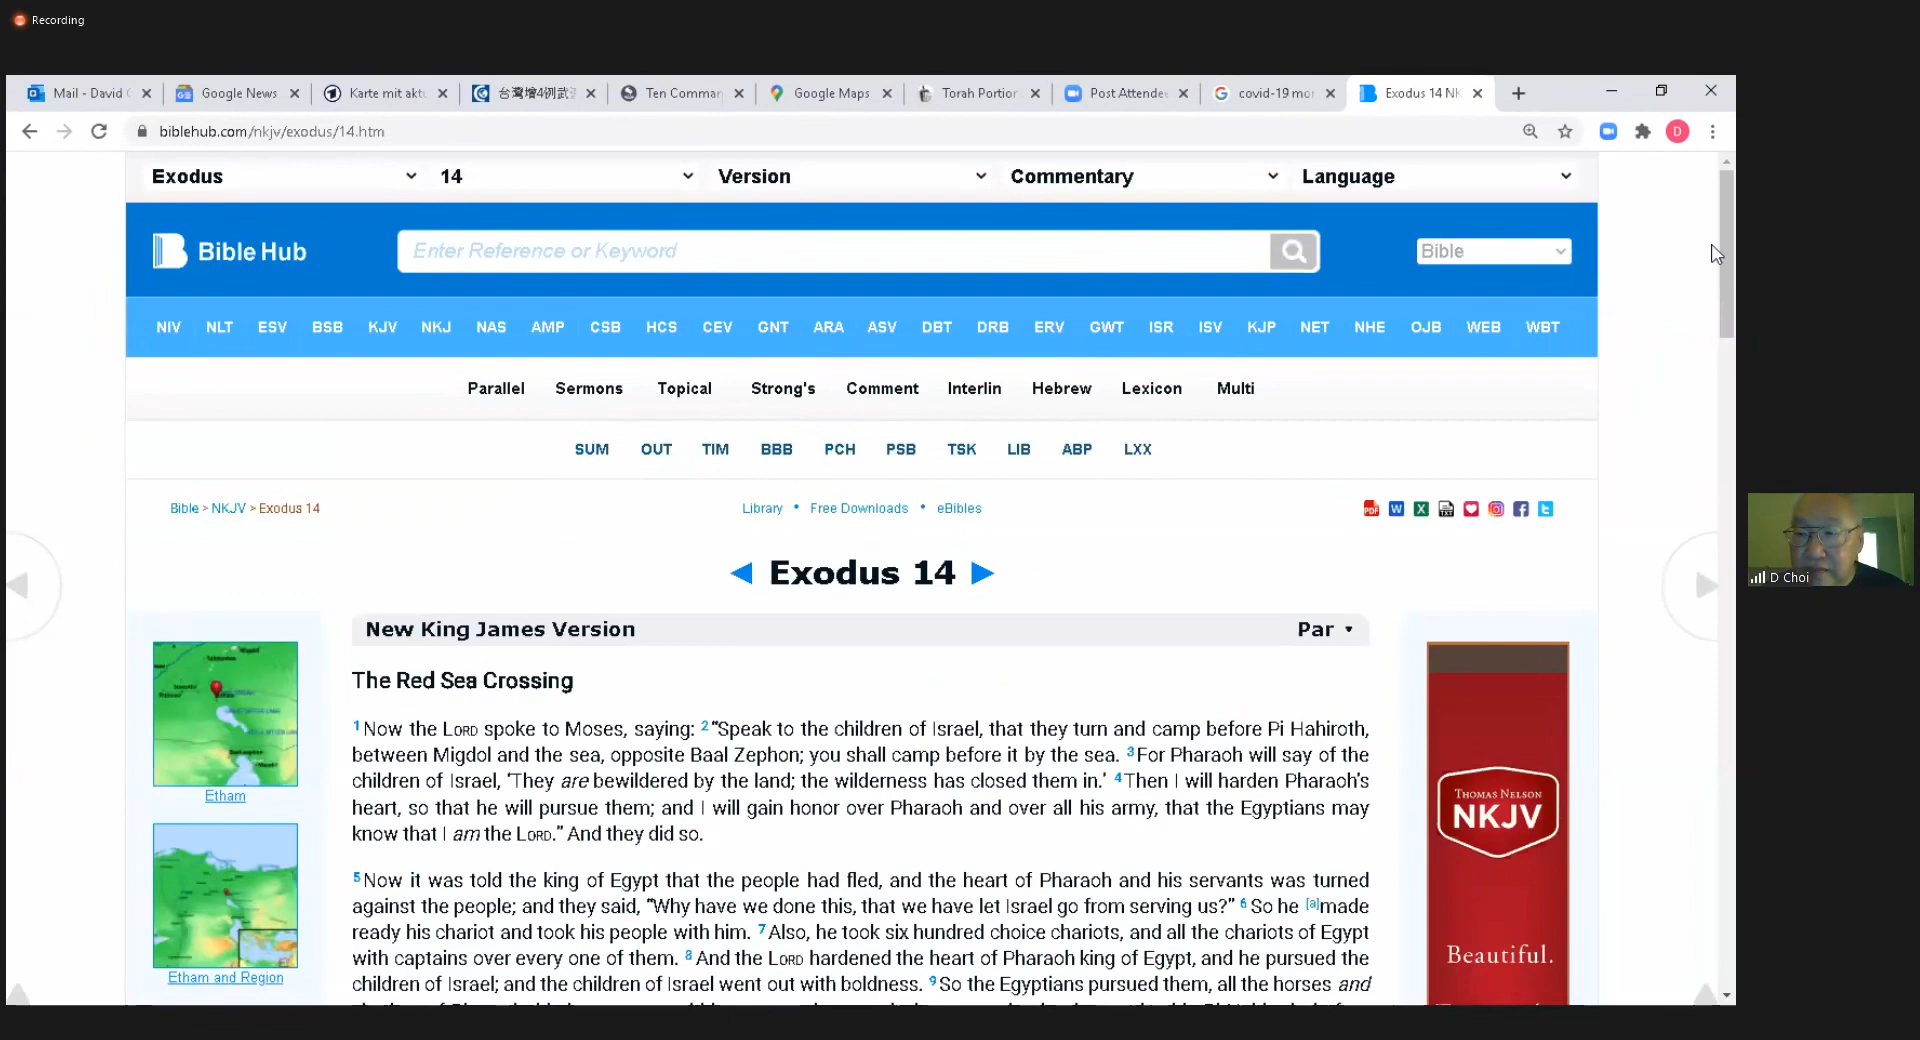 Recording
Mail - David
Google News
Karte mit akt
台灣增4例武
Ten Commar
Google Maps
Torah Portior
Post Attende
covid-19 mo
Exodus 14 NK
biblehub.com/nkjv/exodus/14.htm
D
Exodus 14 Version Commentary Language
Bible Hub
Enter Reference or Keyword
Bible
NIV NLT ESV BSB KJV NKJ NAS AMP CSB HCS CEV GNT ARA ASV DBT DRB ERV GWT ISR ISV KJP NET NHE OJB WEB WBT
Parallel Sermons Topical Strong's Comment Interlin Hebrew Lexicon Multi
SUM OUT TIM BBB PCH PSB TSK LIB ABP LXX
Bible > NKJV > Exodus 14
Library • Free Downloads • eBibles
◄ Exodus 14 ►
New King James Version
Par ▼
The Red Sea Crossing
1 Now the LORD spoke to Moses, saying: 2 “Speak to the children of Israel, that they turn and camp before Pi Hahiroth,
between Migdol and the sea, opposite Baal Zephon; you shall camp before it by the sea. 3 For Pharaoh will say of the
children of Israel, ‘They are bewildered by the land; the wilderness has closed them in.’ 4 Then I will harden Pharaoh’s
heart, so that he will pursue them; and I will gain honor over Pharaoh and over all his army, that the Egyptians may
know that I am the LORD.” And they did so.
5 Now it was told the king of Egypt that the people had fled, and the heart of Pharaoh and his servants was turned
against the people; and they said, “Why have we done this, that we have let Israel go from serving us?” 6 So he [a]made
ready his chariot and took his people with him. 7 Also, he took six hundred choice chariots, and all the chariots of Egypt
with captains over every one of them. 8 And the LORD hardened the heart of Pharaoh king of Egypt, and he pursued the
children of Israel; and the children of Israel went out with boldness. 9 So the Egyptians pursued them, all the horses and
Etham
Etham and Region
THOMAS NELSON
NKJV
Beautiful.
D Choi